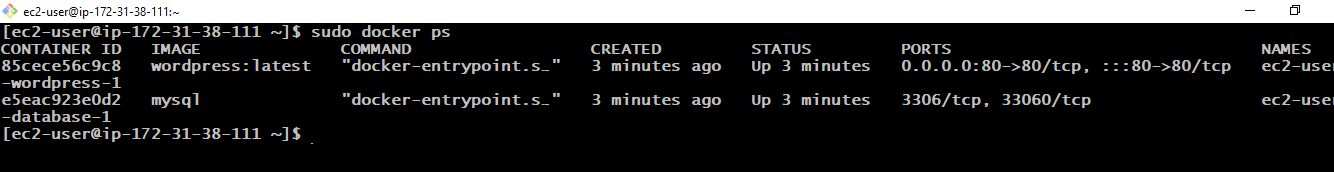 ec2-user@ip-172-31-38-111:~
[ec2-user@ip-172-31-38-111 ~]$ sudo docker ps
CONTAINER ID   IMAGE              COMMAND                  CREATED         STATUS         PORTS                               NAMES
85cece56c9c8   wordpress:latest   "docker-entrypoint.s…"   3 minutes ago   Up 3 minutes   0.0.0.0:80->80/tcp, :::80->80/tcp   ec2-user
-wordpress-1
e5eac923e0d2   mysql              "docker-entrypoint.s…"   3 minutes ago   Up 3 minutes   3306/tcp, 33060/tcp                 ec2-user
-database-1
[ec2-user@ip-172-31-38-111 ~]$